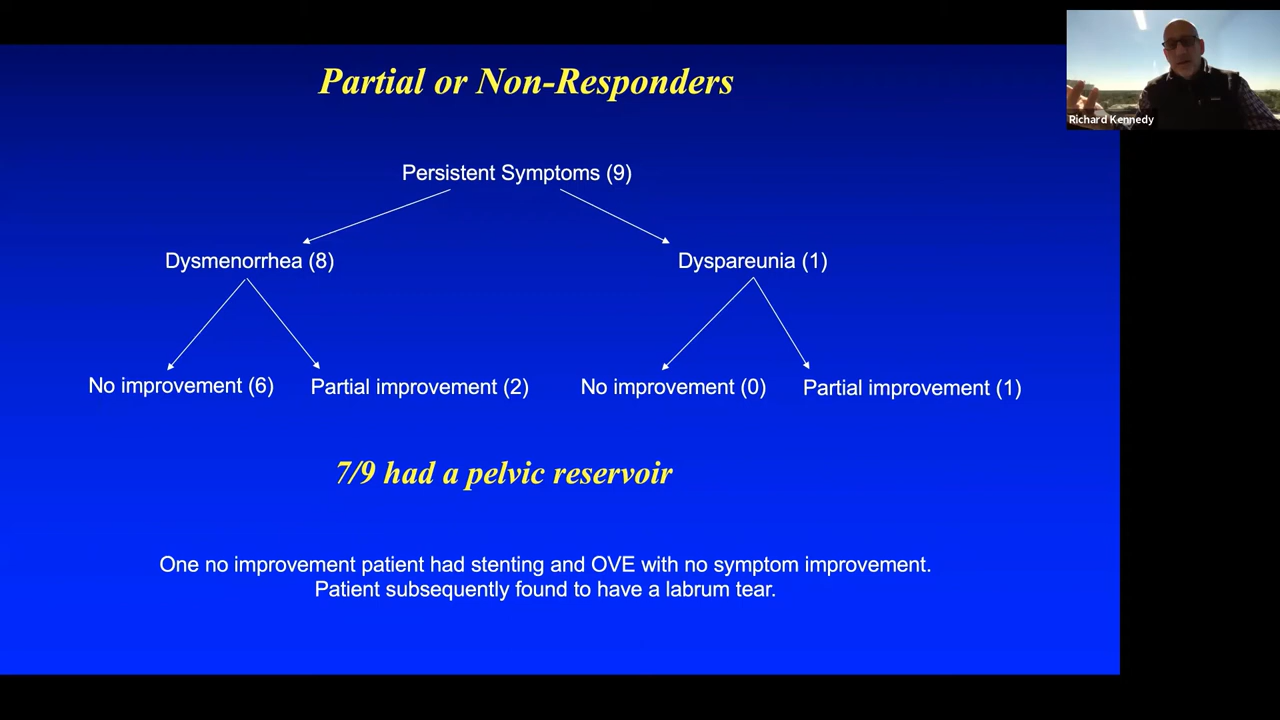 Partial or Non-Responders
Richard Kennedy
Persistent Symptoms (9)
Dysmenorrhea (8)
Dyspareunia (1)
No improvement (6)
Partial improvement (2)
No improvement (0)
Partial improvement (1)
7/9 had a pelvic reservoir
One no improvement patient had stenting and OVE with no symptom improvement.
Patient subsequently found to have a labrum tear.